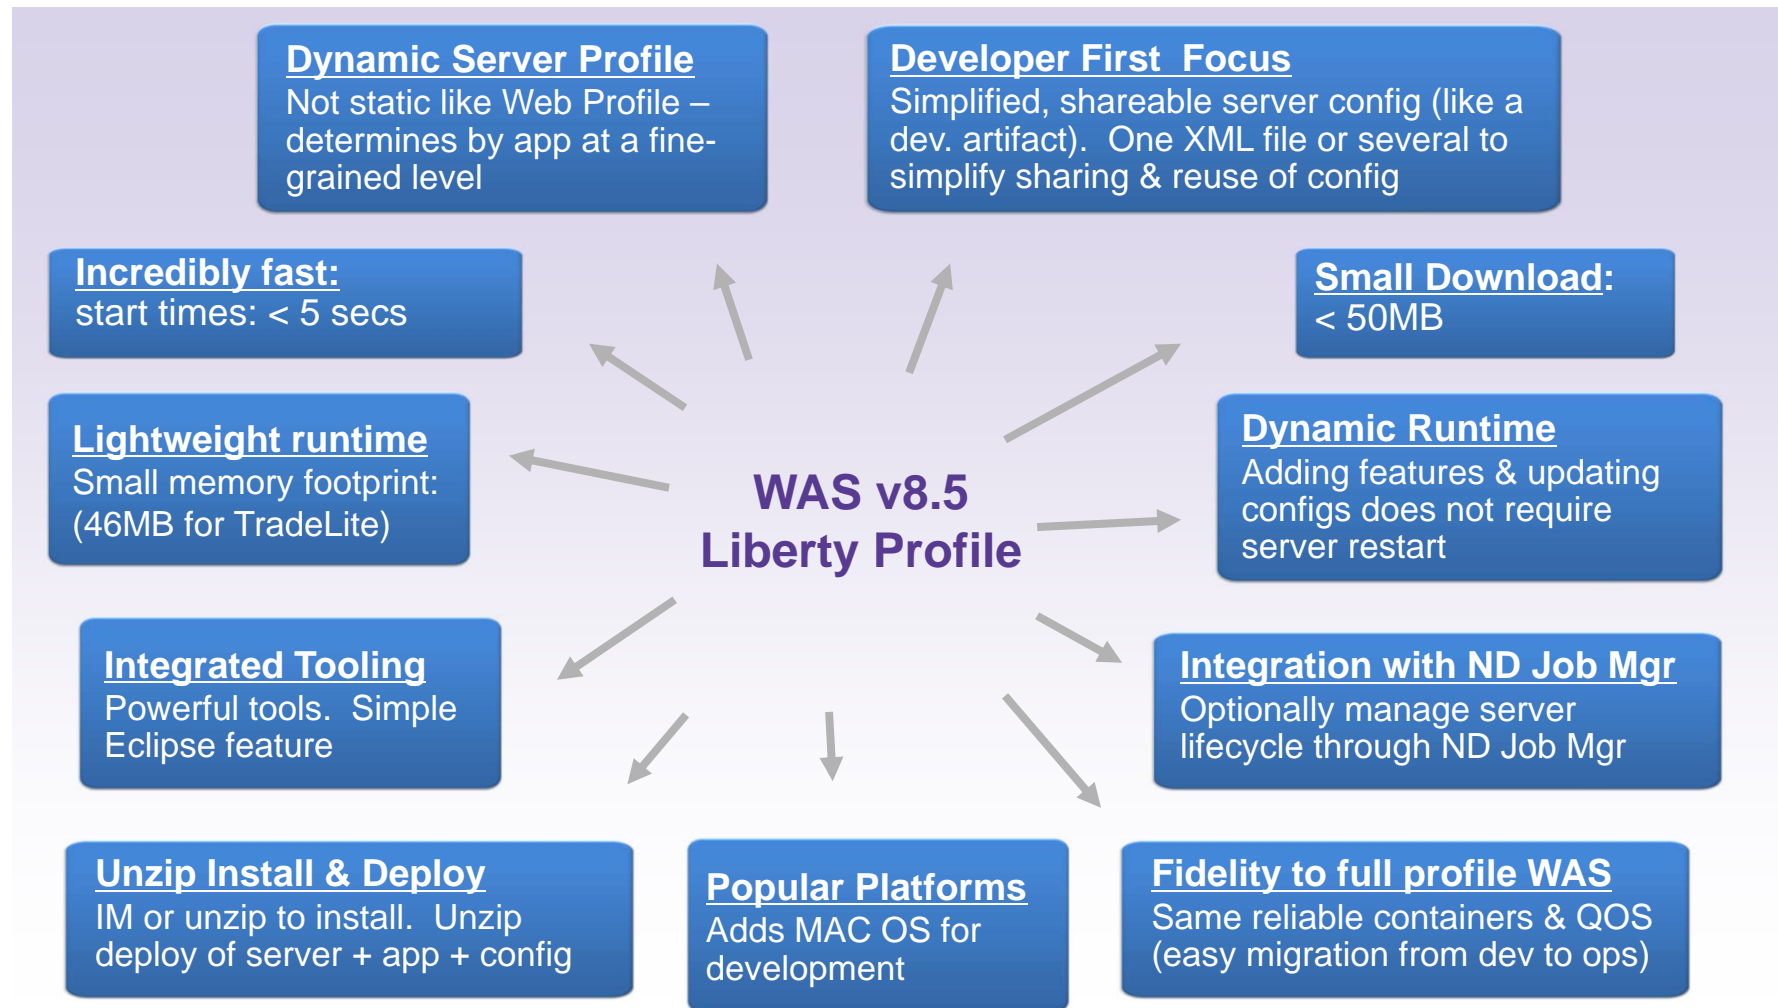 Dynamic Server Profile
Not static like Web Profile –
determines by app at a fine-
grained level
Developer First  Focus
Simplified, shareable server config (like a
dev. artifact).  One XML file or several to
simplify sharing & reuse of config
Incredibly fast:
start times: < 5 secs
Small Download:
< 50MB
Lightweight runtime
Small memory footprint:
(46MB for TradeLite)
WAS v8.5
Liberty Profile
Dynamic Runtime
Adding features & updating
configs does not require
server restart
Integrated Tooling
Powerful tools.  Simple
Eclipse feature
Integration with ND Job Mgr
Optionally manage server
lifecycle through ND Job Mgr
Unzip Install & Deploy
IM or unzip to install.  Unzip
deploy of server + app + config
Popular Platforms
Adds MAC OS for
development
Fidelity to full profile WAS
Same reliable containers & QOS
(easy migration from dev to ops)